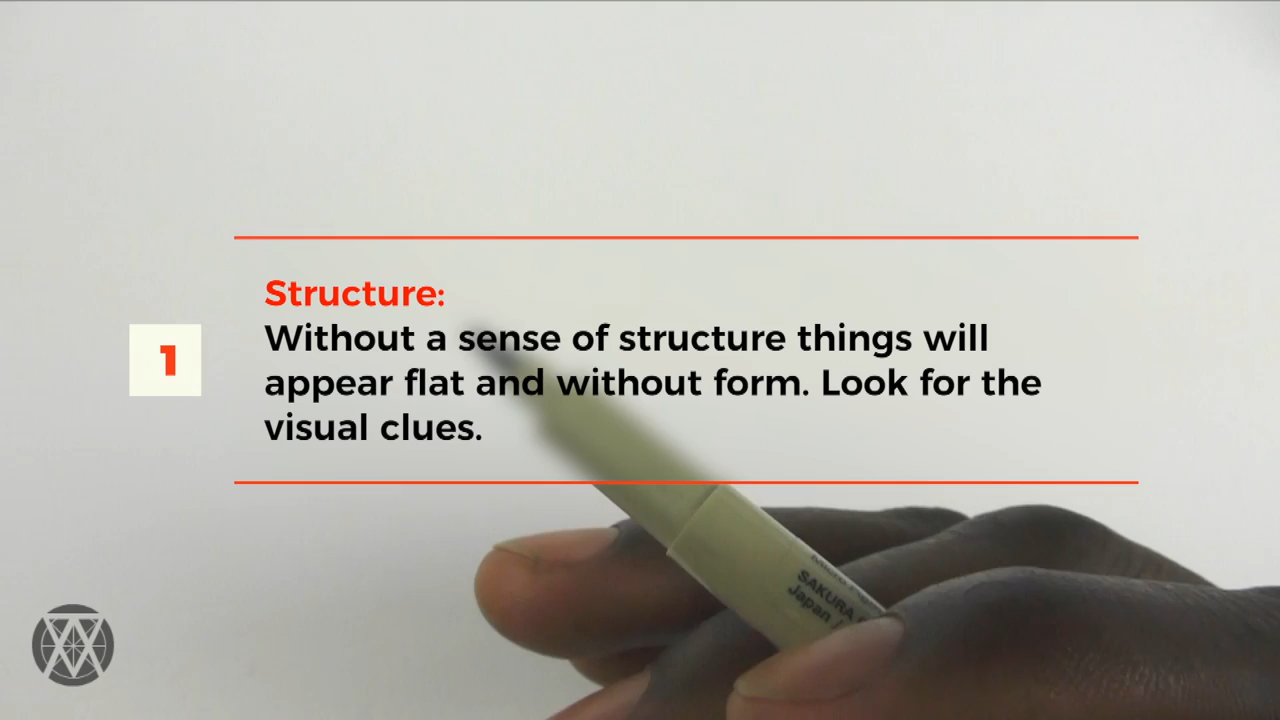 1
Structure:
Without a sense of structure things will
appear flat and without form. Look for the
visual clues.
SAKURA
Japan /